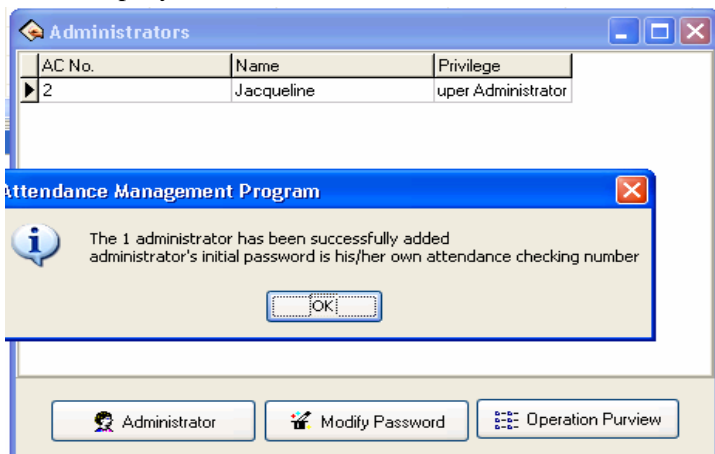 Administrators
AC No. Name Privilege
2 Jacqueline uper Administrator
Attendance Management Program
The 1 administrator has been successfully added
administrator's initial password is his/her own attendance checking number
OK
Administrator Modify Password Operation Purview